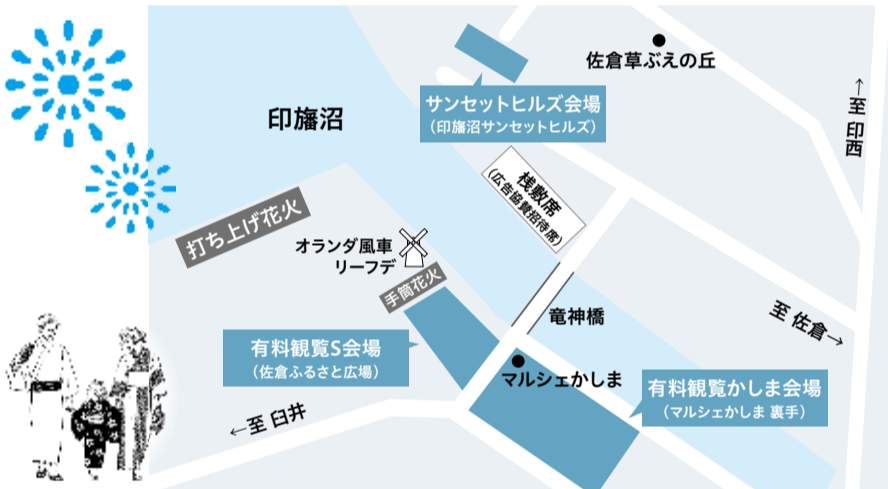 佐倉草ぶえの丘
サンセットヒルズ会場
（印旛沼サンセットヒルズ）
←至 印西
印旛沼
桟敷席
（広告協賛招待席）
打ち上げ花火
オランダ風車
リーフデ
手筒花火
竜神橋
至 佐倉→
有料観覧S会場
（佐倉ふるさと広場）
マルシェかしま
有料観覧かしま会場
（マルシェかしま 裏手）
←至 臼井